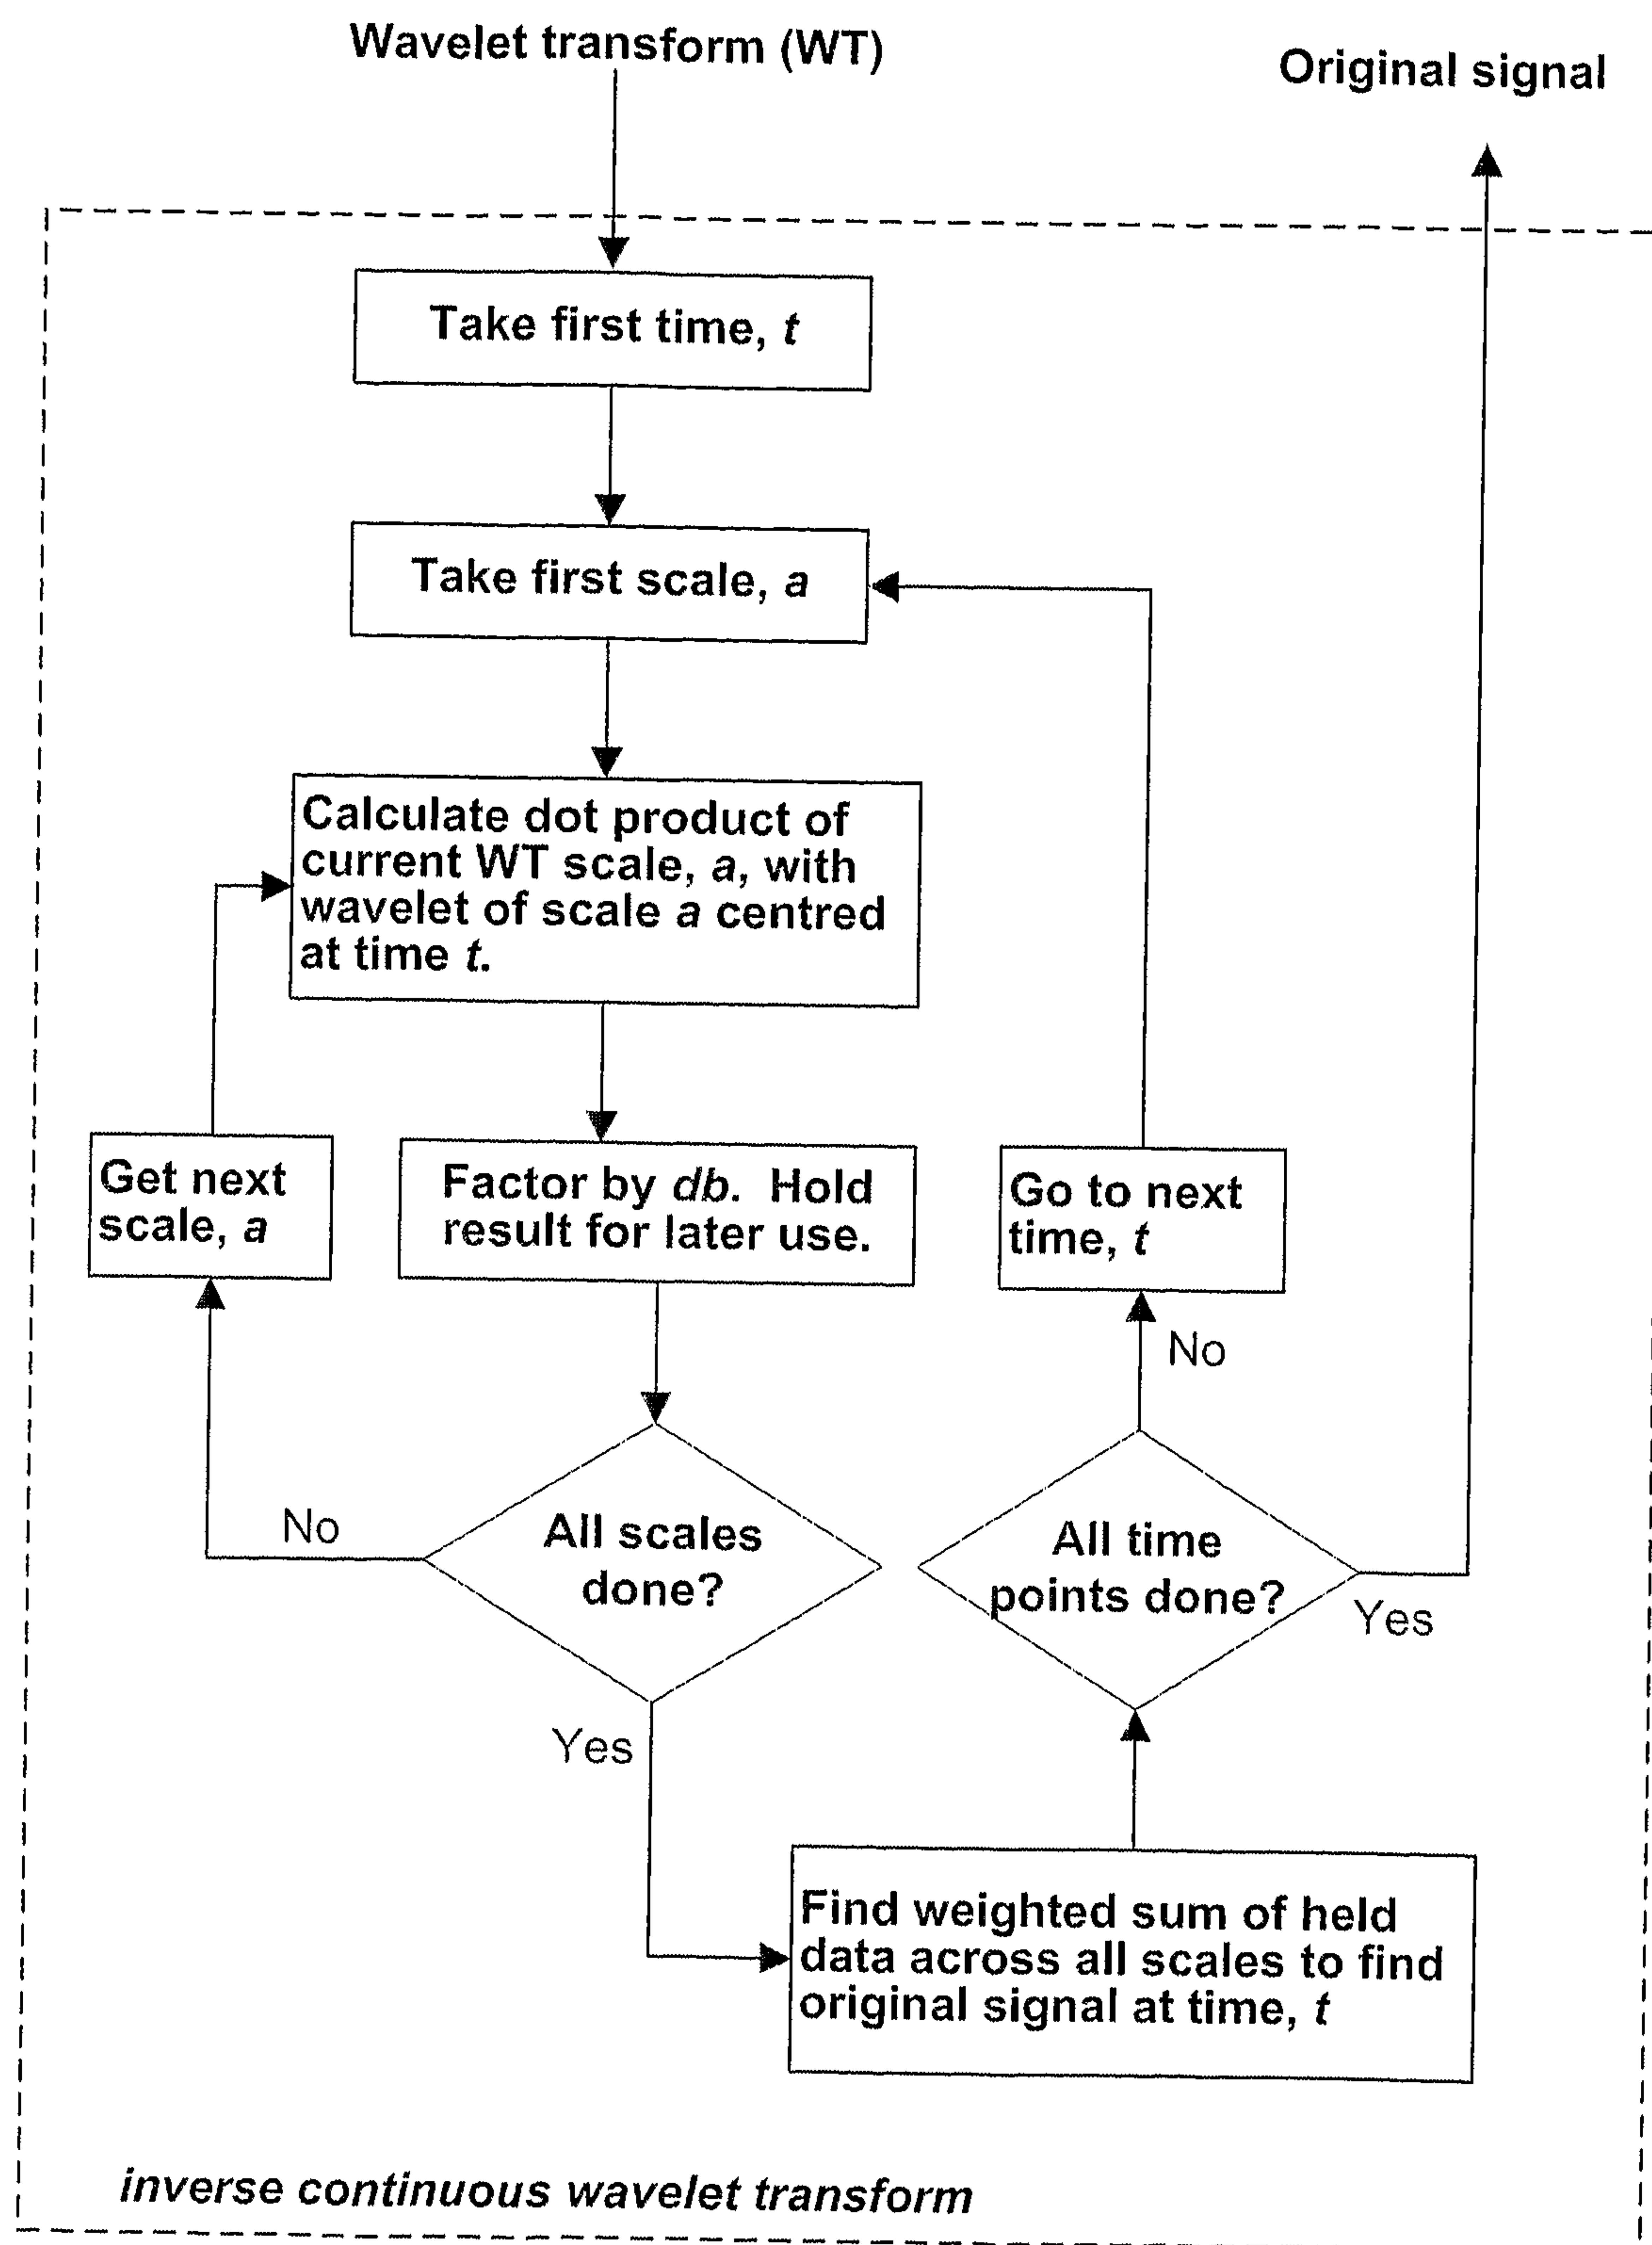 Wavelet transform (WT)
Original signal
Take first time, t
Take first scale, a
Calculate dot product of
current WT scale, a, with
wavelet of scale a centred
at time t.
Get next
scale, a
Factor by db. Hold
result for later use.
Go to next
time, t
No
No
All scales
done?
All time
points done?
Yes
Yes
Find weighted sum of held
data across all scales to find
original signal at time, t
inverse continuous wavelet transform